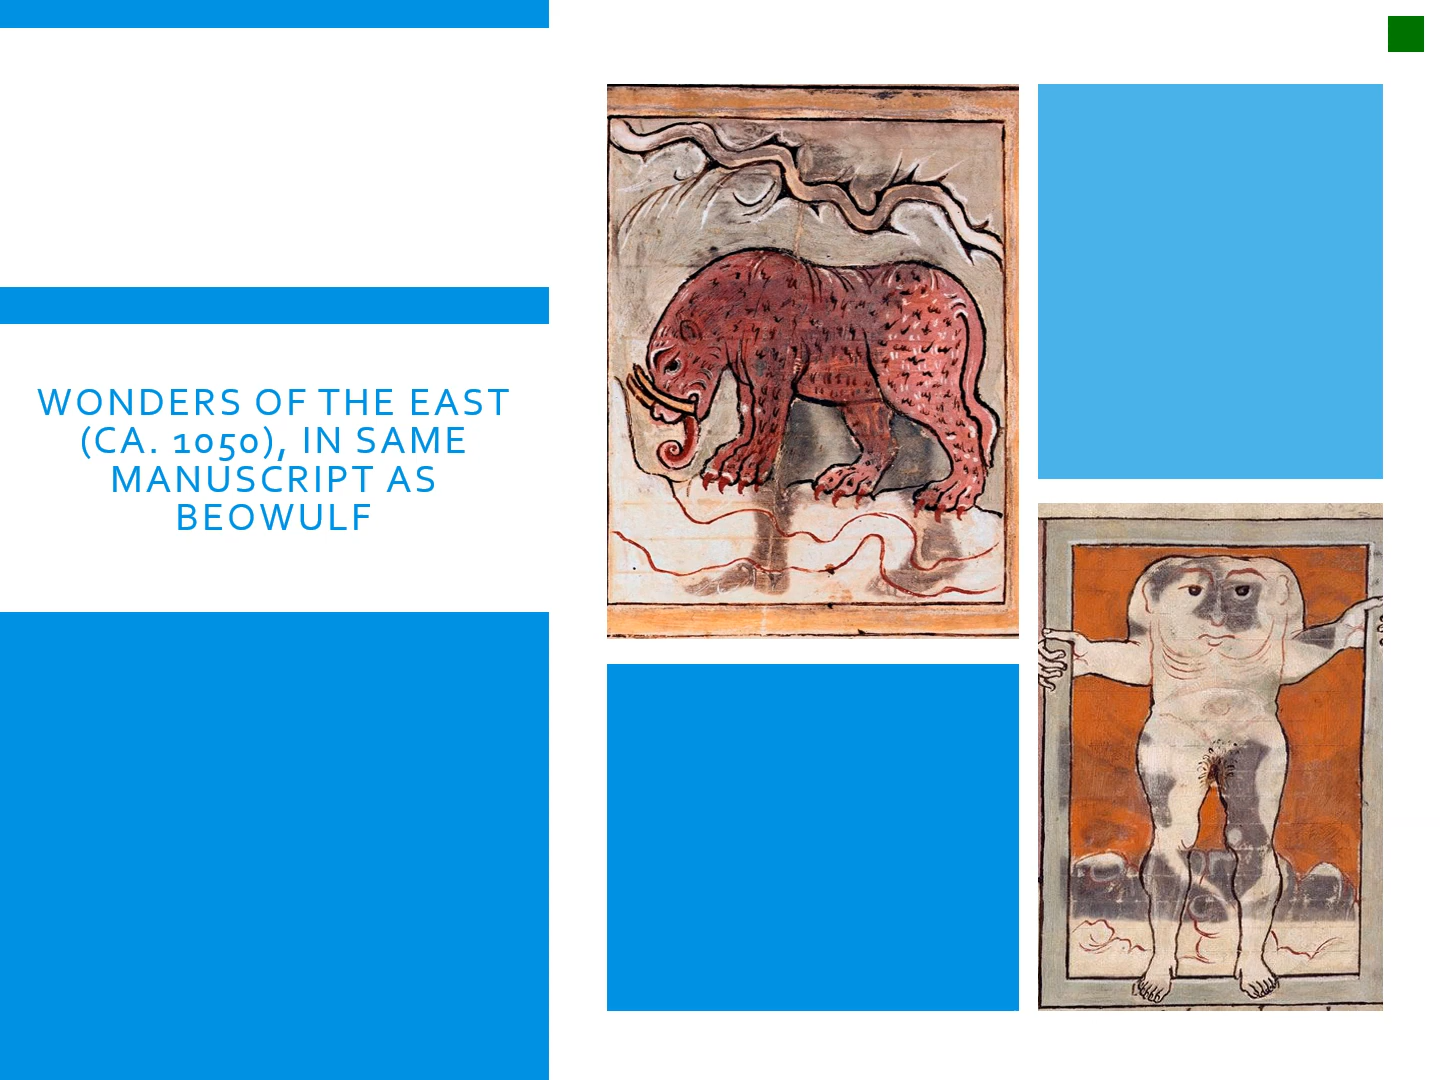 WONDERS OF THE EAST
(CA. 1050), IN SAME
MANUSCRIPT AS
BEOWULF